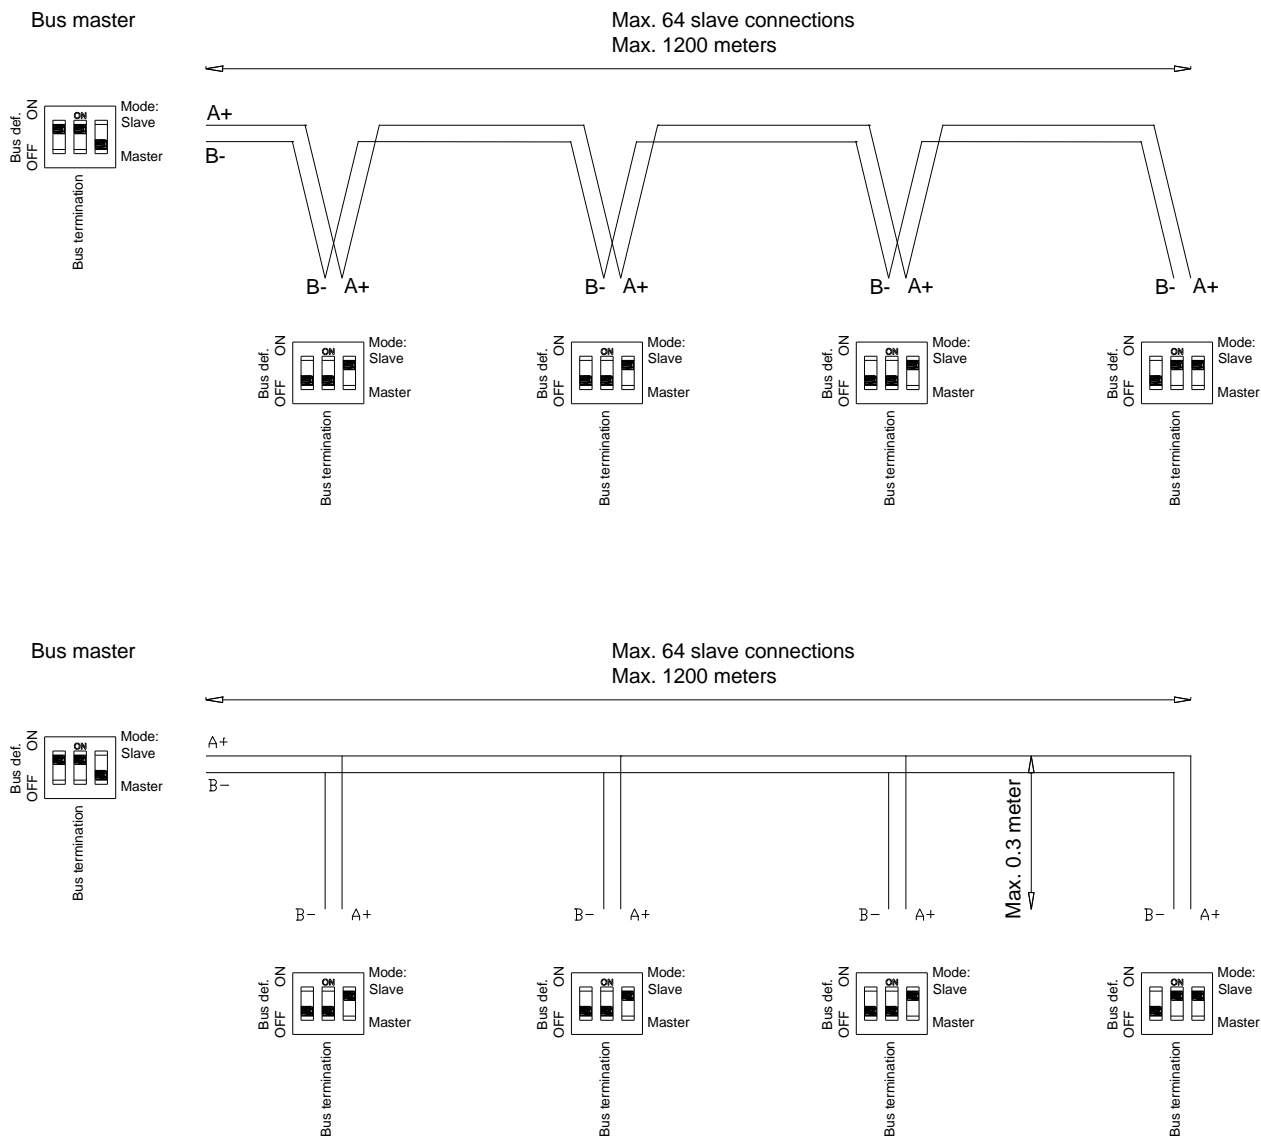 Bus master
Max. 64 slave connections
Max. 1200 meters
Bus def.
OFF ON
ON
Mode:
Slave
Master
Bus termination
A+
B-
B- A+
B- A+
B- A+
B- A+
Bus def.
OFF ON
ON
Mode:
Slave
Master
Bus termination
Bus def.
OFF ON
ON
Mode:
Slave
Master
Bus termination
Bus def.
OFF ON
ON
Mode:
Slave
Master
Bus termination
Bus def.
OFF ON
ON
Mode:
Slave
Master
Bus termination
Bus master
Max. 64 slave connections
Max. 1200 meters
Bus def.
OFF ON
ON
Mode:
Slave
Master
Bus termination
A+
B-
Max. 0.3 meter
B- A+
B- A+
B- A+
B- A+
Bus def.
OFF ON
ON
Mode:
Slave
Master
Bus termination
Bus def.
OFF ON
ON
Mode:
Slave
Master
Bus termination
Bus def.
OFF ON
ON
Mode:
Slave
Master
Bus termination
Bus def.
OFF ON
ON
Mode:
Slave
Master
Bus termination